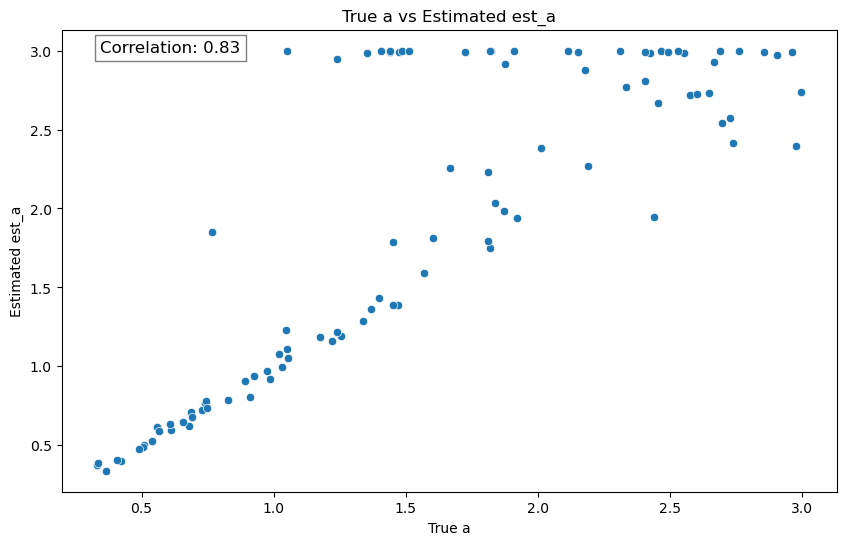 True a vs Estimated est_a
Correlation: 0.83
Estimated est_a
3.0
2.5
2.0
1.5
1.0
0.5
0.5 1.0 1.5 2.0 2.5 3.0
True a